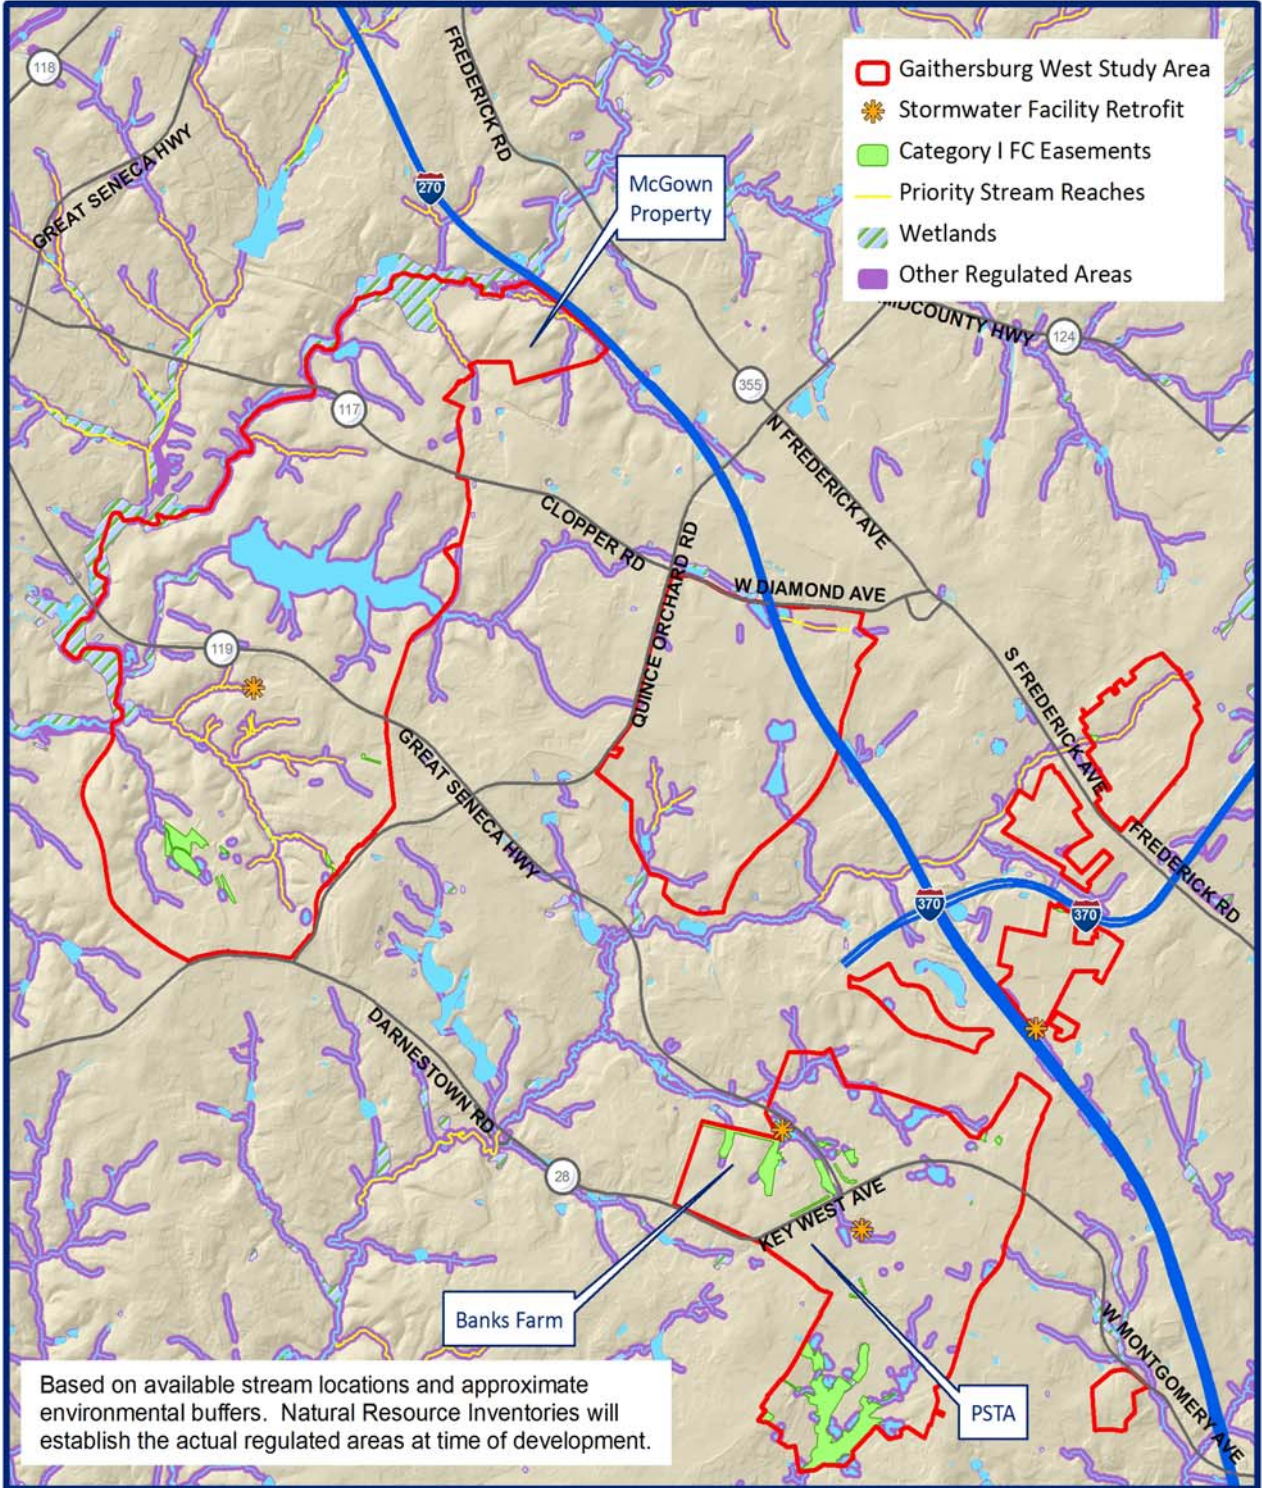 118
FREDERICK RD
GREAT SENECA HWY
270
McGown
Property
Gaithersburg West Study Area
Stormwater Facility Retrofit
Category I FC Easements
Priority Stream Reaches
Wetlands
Other Regulated Areas
MIDCOUNTY HWY
124
355
117
N FREDERICK AVE
CLOPPER RD
QUINCE ORCHARD RD
W DIAMOND AVE
119
S FREDERICK AVE
GREAT SENECA HWY
FREDERICK RD
370
370
DARNESTOWN RD
28
KEY WEST AVE
Banks Farm
W MONTGOMERY AVE
PSTA
Based on available stream locations and approximate
environmental buffers.  Natural Resource Inventories will
establish the actual regulated areas at time of development.